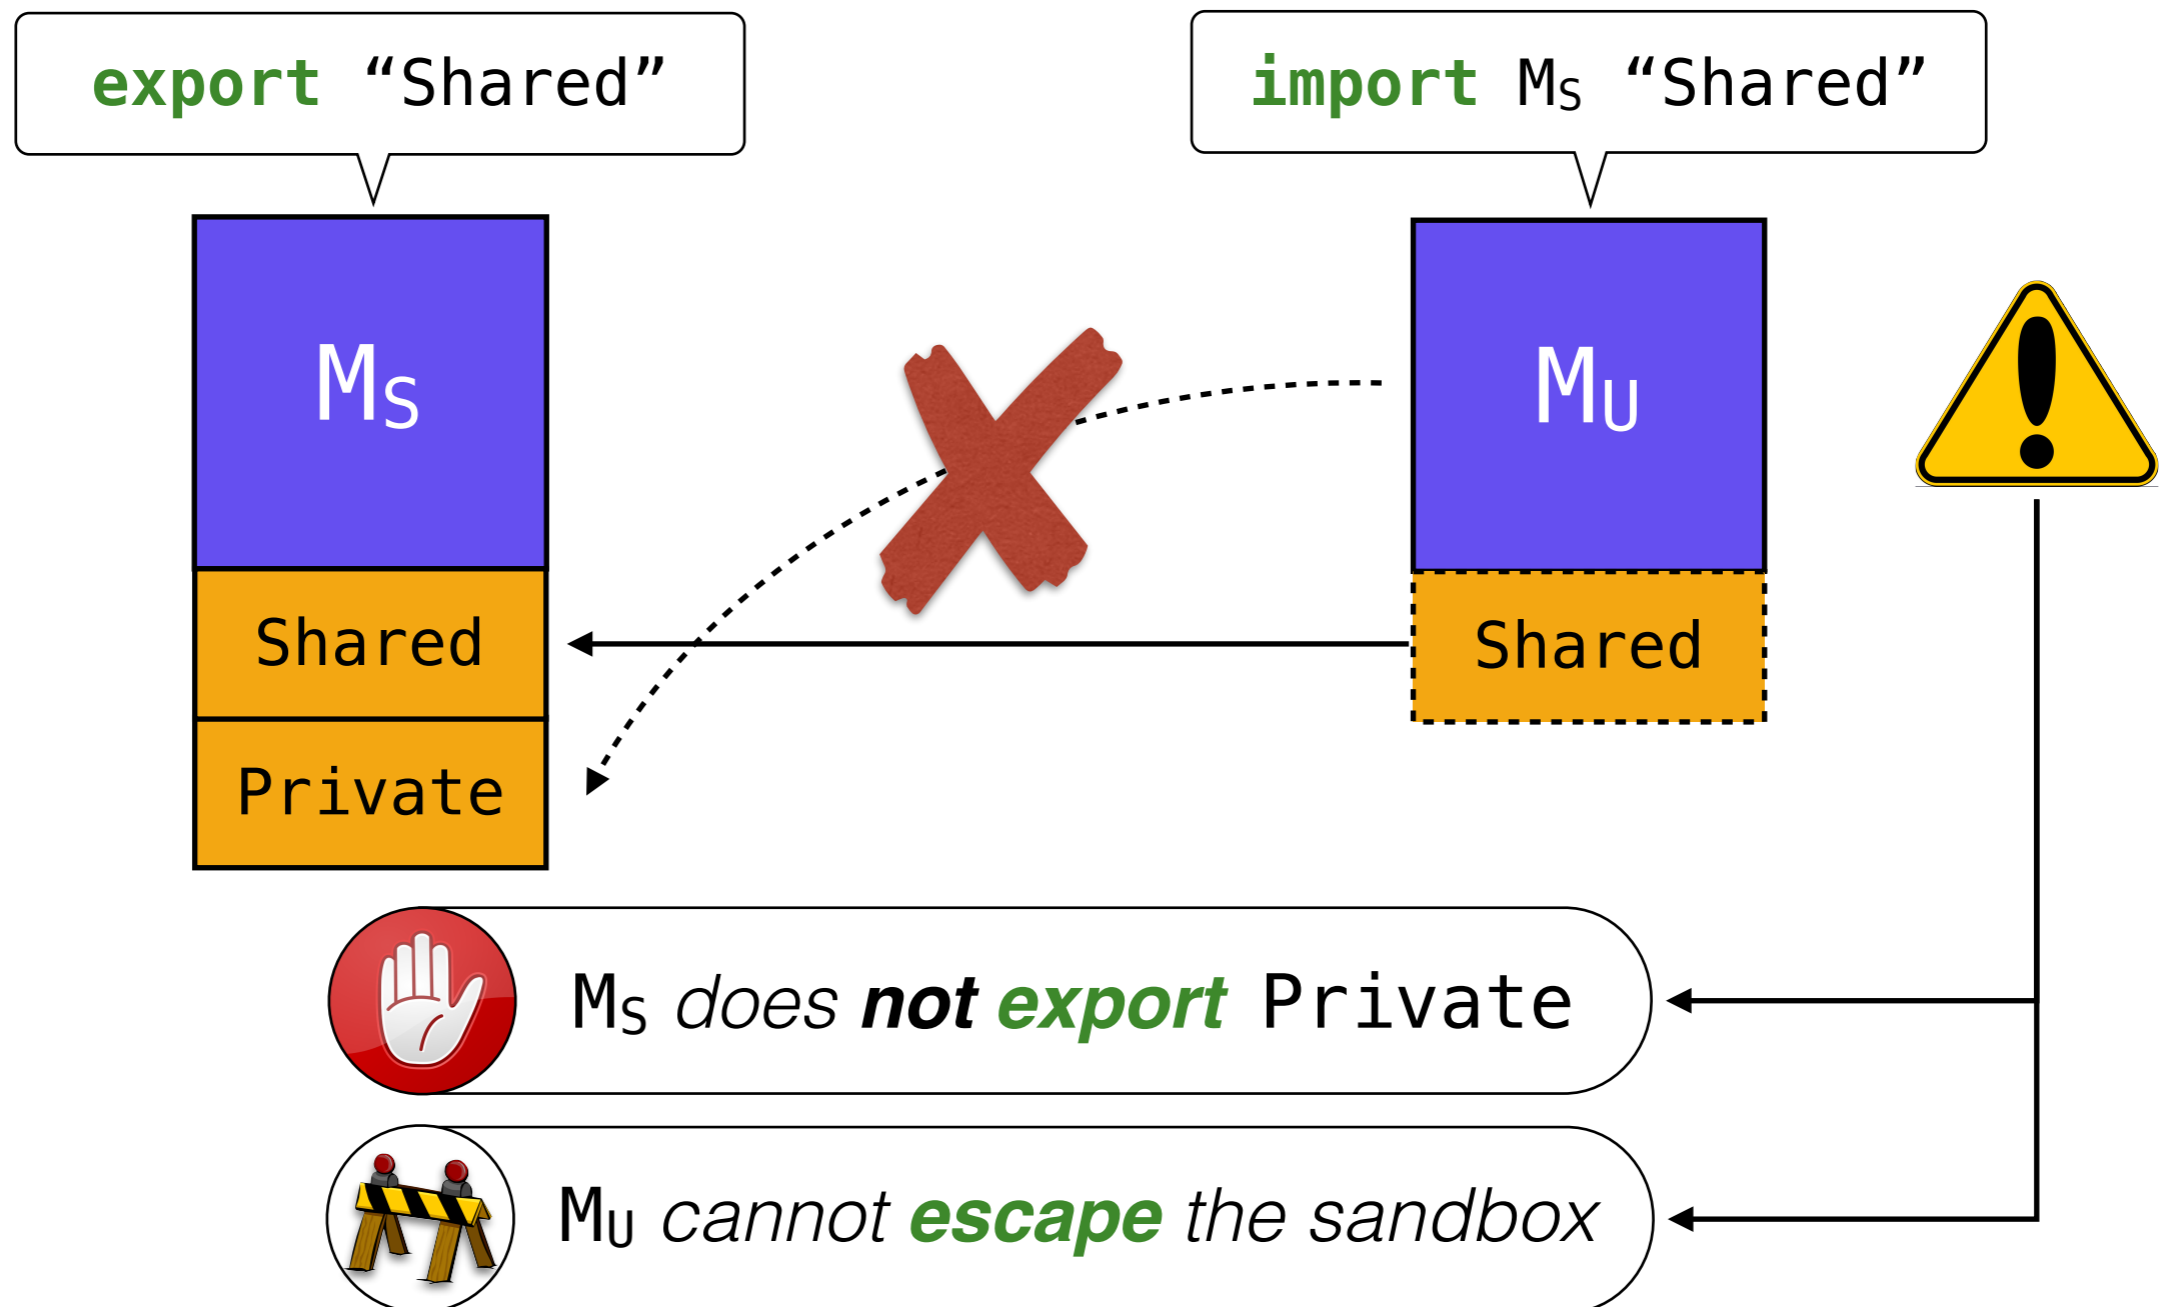 export “Shared”
import MS “Shared”
MS
MU
Shared
Shared
Private
MS does not export Private
MU cannot escape the sandbox